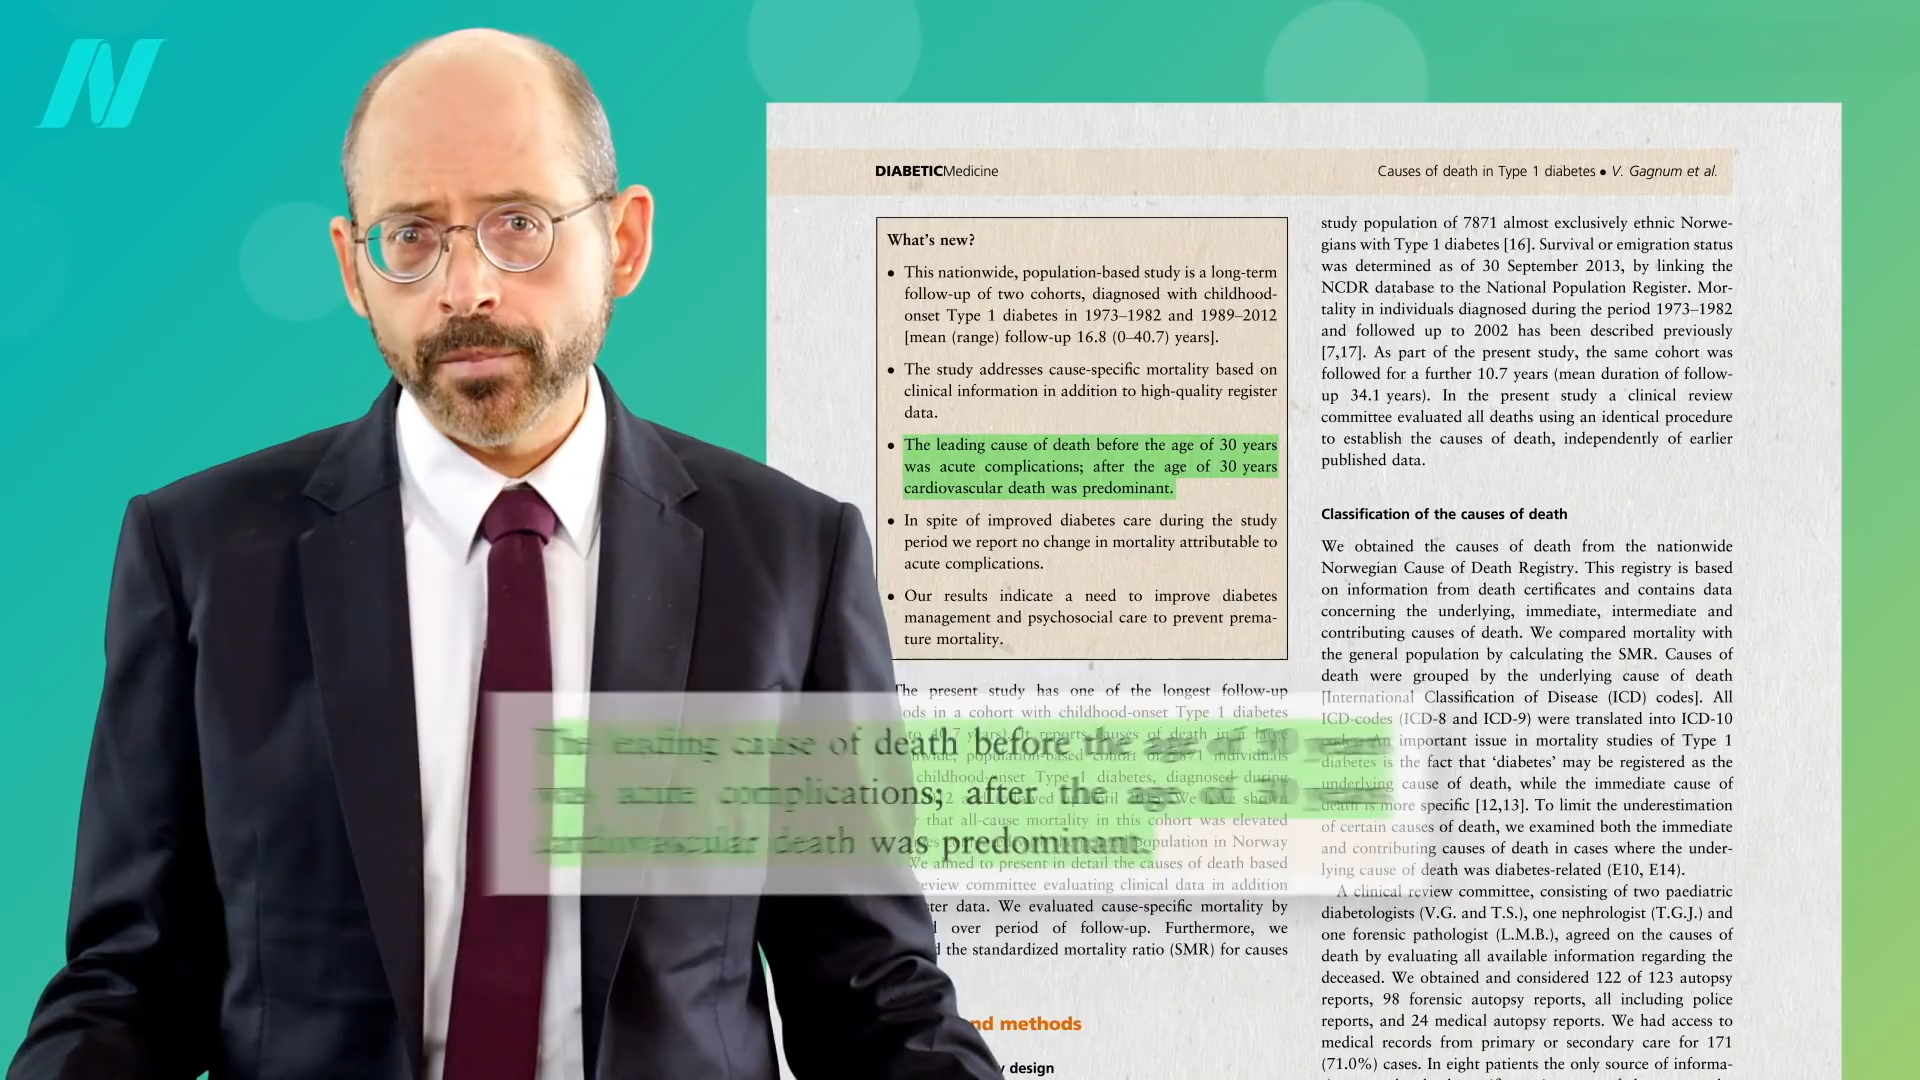 N
DIABETICMedicine
Causes of death in Type 1 diabetes • V. Gagnum et al.
What's new?
• This nationwide, population-based study is a long-term
follow-up of two cohorts, diagnosed with childhood-
onset Type 1 diabetes in 1973–1982 and 1989–2012
[mean (range) follow-up 16.8 (0–40.7) years].
• The study addresses cause-specific mortality based on
clinical information in addition to high-quality register
data.
• The leading cause of death before the age of 30 years
was acute complications; after the age of 30 years
cardiovascular death was predominant.
• In spite of improved diabetes care during the study
period we report no change in mortality attributable to
acute complications.
• Our results indicate a need to improve diabetes
management and psychosocial care to prevent prema-
ture mortality.
The present study has one of the longest follow-up
ods in a cohort with childhood-onset Type 1 diabetes
childhood-onset Type 1 diabetes, diagnosed during
that all-cause mortality in this cohort was elevated
population in Norway
We aimed to present in detail the causes of death based
review committee evaluating clinical data in addition
ter data. We evaluated cause-specific mortality by
over period of follow-up. Furthermore, we
d the standardized mortality ratio (SMR) for causes
nd methods
y design
The leading cause of death before the age of 30 years
was acute complications; after the age of 30 years
cardiovascular death was predominant.
study population of 7871 almost exclusively ethnic Norwe-
gians with Type 1 diabetes [16]. Survival or emigration status
was determined as of 30 September 2013, by linking the
NCDR database to the National Population Register. Mor-
tality in individuals diagnosed during the period 1973–1982
and followed up to 2002 has been described previously
[7,17]. As part of the present study, the same cohort was
followed for a further 10.7 years (mean duration of follow-
up 34.1 years). In the present study a clinical review
committee evaluated all deaths using an identical procedure
to establish the causes of death, independently of earlier
published data.
Classification of the causes of death
We obtained the causes of death from the nationwide
Norwegian Cause of Death Registry. This registry is based
on information from death certificates and contains data
concerning the underlying, immediate, intermediate and
contributing causes of death. We compared mortality with
the general population by calculating the SMR. Causes of
death were grouped by the underlying cause of death
[International Classification of Disease (ICD) codes]. All
ICD-codes (ICD-8 and ICD-9) were translated into ICD-10
An important issue in mortality studies of Type 1
diabetes is the fact that 'diabetes' may be registered as the
underlying cause of death, while the immediate cause of
death is more specific [12,13]. To limit the underestimation
of certain causes of death, we examined both the immediate
and contributing causes of death in cases where the under-
lying cause of death was diabetes-related (E10, E14).
A clinical review committee, consisting of two paediatric
diabetologists (V.G. and T.S.), one nephrologist (T.G.J.) and
one forensic pathologist (L.M.B.), agreed on the causes of
death by evaluating all available information regarding the
deceased. We obtained and considered 122 of 123 autopsy
reports, 98 forensic autopsy reports, all including police
reports, and 24 medical autopsy reports. We had access to
medical records from primary or secondary care for 171
(71.0%) cases. In eight patients the only source of informa-